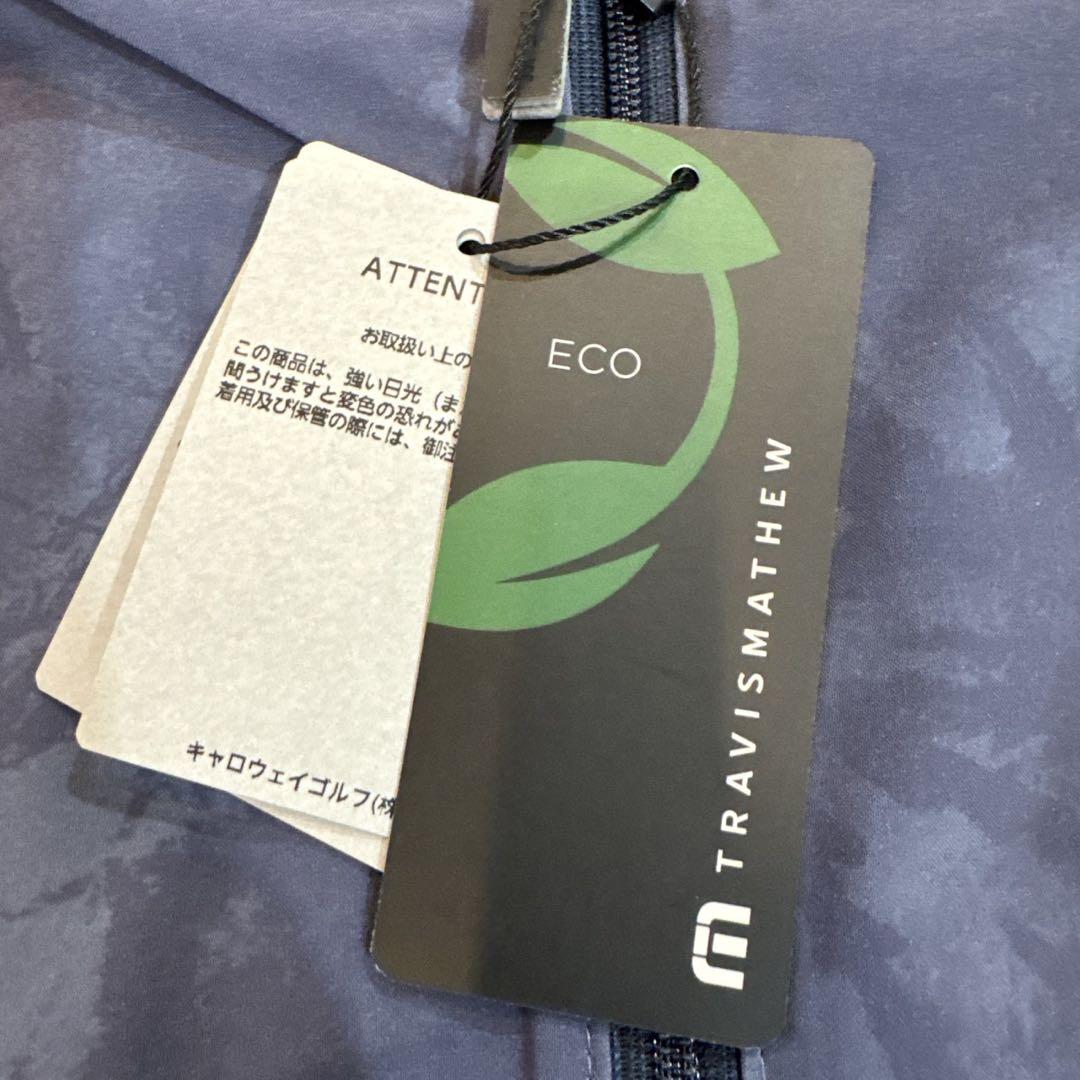 ATTENT
お取扱い上の
この商品は、強い日光（ま
間うけますと変色の恐れが
着用及び保管の際には、御注
キャロウェイゴルフ(株
ECO
TRAVISMATHEW